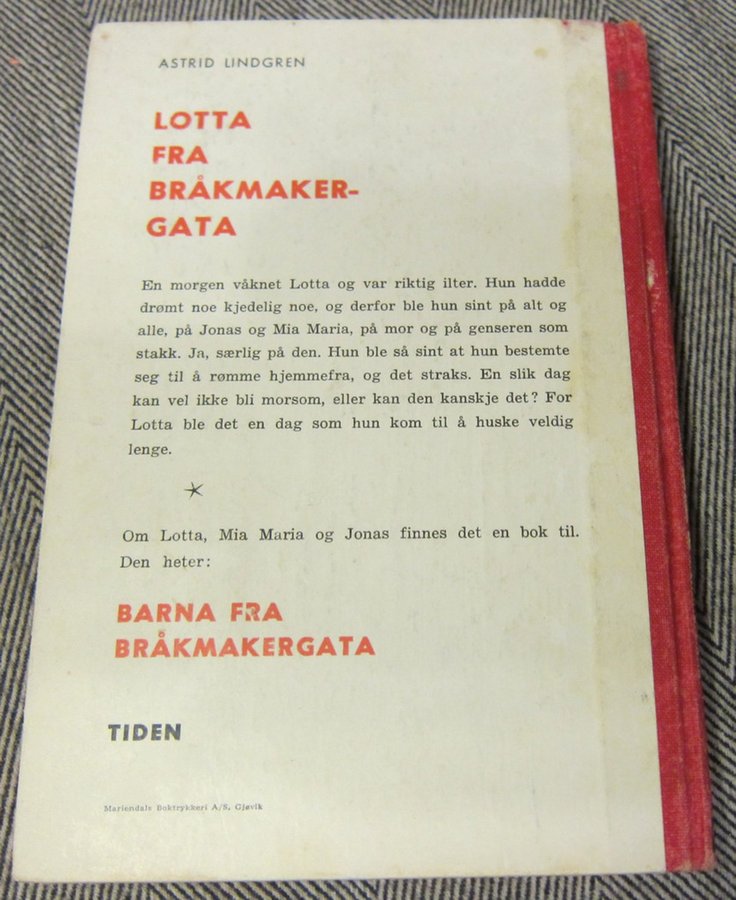 ASTRID LINDGREN
LOTTA
FRA
BRÅKMAKER-
GATA
En morgen våknet Lotta og var riktig ilter. Hun hadde
drømt noe kjedelig noe, og derfor ble hun sint på alt og
alle, på Jonas og Mia Maria, på mor og på genseren som
stakk. Ja, særlig på den. Hun ble så sint at hun bestemte
seg til å rømme hjemmefra, og det straks. En slik dag
kan vel ikke bli morsom, eller kan den kanskje det? For
Lotta ble det en dag som hun kom til å huske veldig
lenge.
Om Lotta, Mia Maria og Jonas finnes det en bok til.
Den heter:
BARNA FRA
BRÅKMAKERGATA
TIDEN
Mariendals Boktrykkeri A/S, Gjøvik